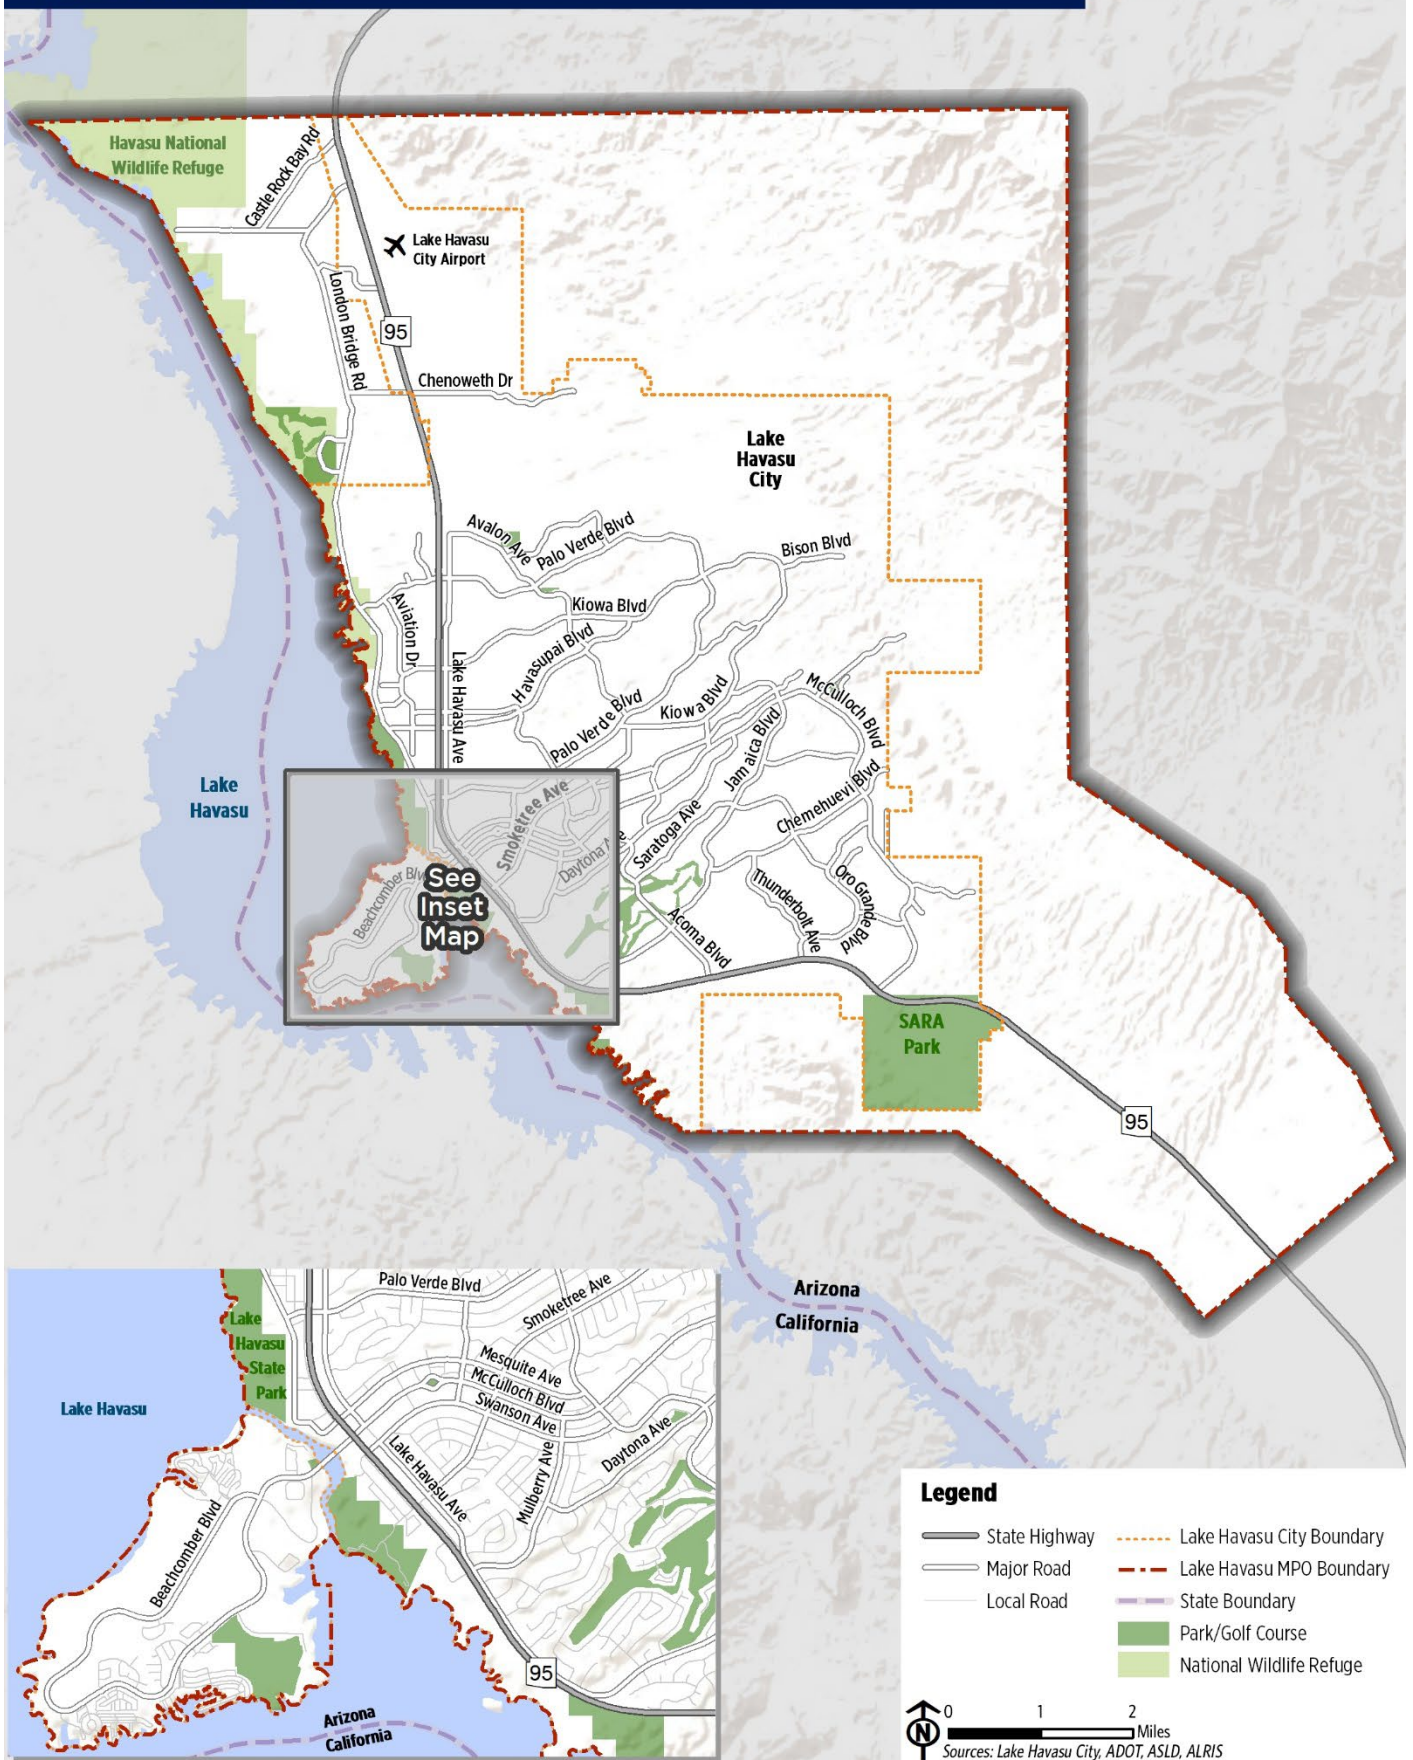 Havasu National
Wildlife Refuge
Castle Rock Bay Rd
Lake Havasu
City Airport
London Bridge Rd
95
Chenoweth Dr
Lake
Havasu
City
Avalon Ave
Palo Verde Blvd
Bison Blvd
Aviation Dr
Kiowa Blvd
Havasupai Blvd
Lake Havasu Ave
Palo Verde Blvd
Kiowa Blvd
McCulloch Blvd
Jamaica Blvd
Lake
Havasu
Chemehuevi Blvd
Smoketree Ave
Saratoga Ave
Daytona
Beachcomber Blv
See
Inset
Map
Thunderbolt Ave
Oro Grande Blvd
Acoma Blvd
SARA
Park
95
Arizona
California
Palo Verde Blvd
Smoketree Ave
Lake
Havasu
State
Park
Mesquite Ave
McCulloch Blvd
Swanson Ave
Lake Havasu
Lake Havasu Ave
Mulberry Ave
Daytona Ave
Beachcomber Blvd
95
Arizona
California
Legend
State Highway
Major Road
Local Road
Lake Havasu City Boundary
Lake Havasu MPO Boundary
State Boundary
Park/Golf Course
National Wildlife Refuge
N
0 1 2 Miles
Sources: Lake Havasu City, ADOT, ASLD, ALRIS